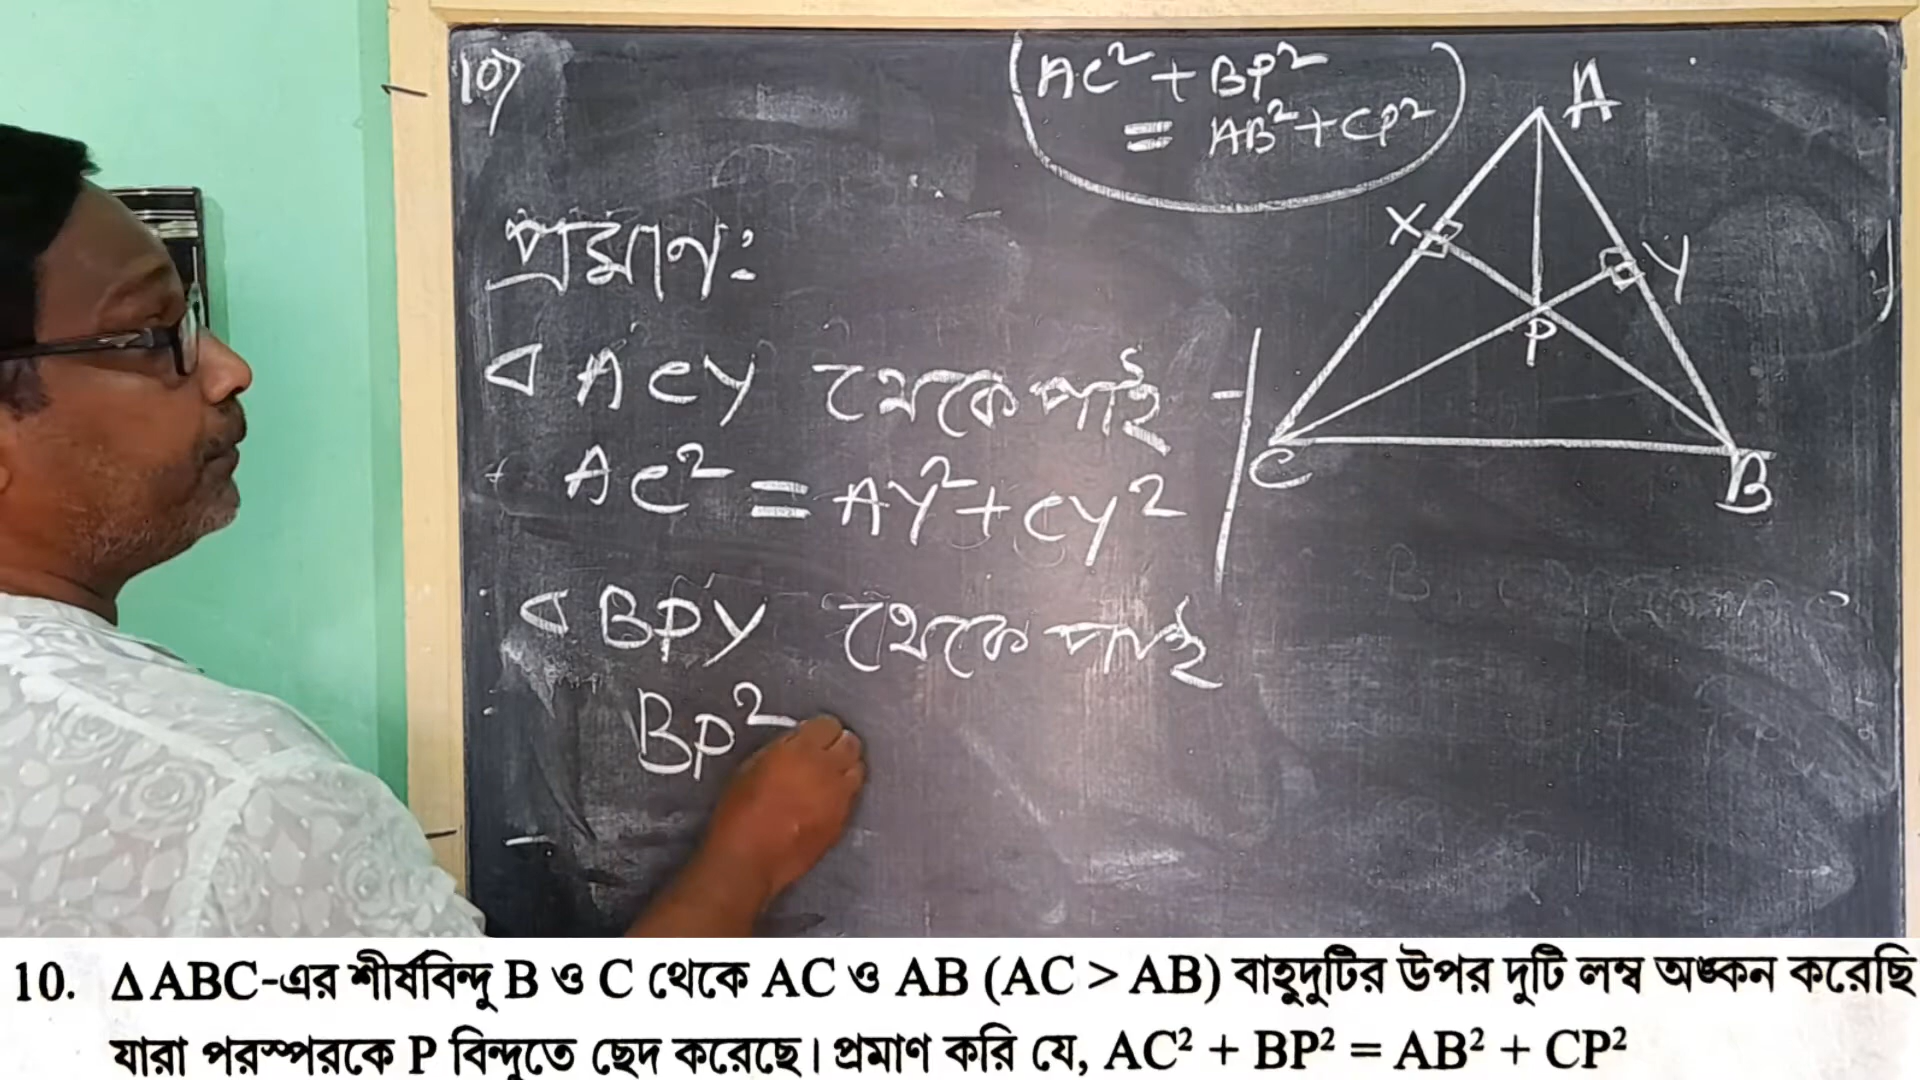 10)
AC² + BP²
= AB² + CP²
A
X
Y
P
C
B
প্রমাণ:
◁ ACY থেকে পাই -
AC² = AY² + CY²
◁ BPY থেকে পাই
BP²
10. Δ ABC-এর শীর্ষবিন্দু B ও C থেকে AC ও AB (AC > AB) বাহুদুটির উপর দুটি লম্ব অঙ্কন করেছি
যারা পরস্পরকে P বিন্দুতে ছেদ করেছে। প্রমাণ করি যে, AC² + BP² = AB² + CP²